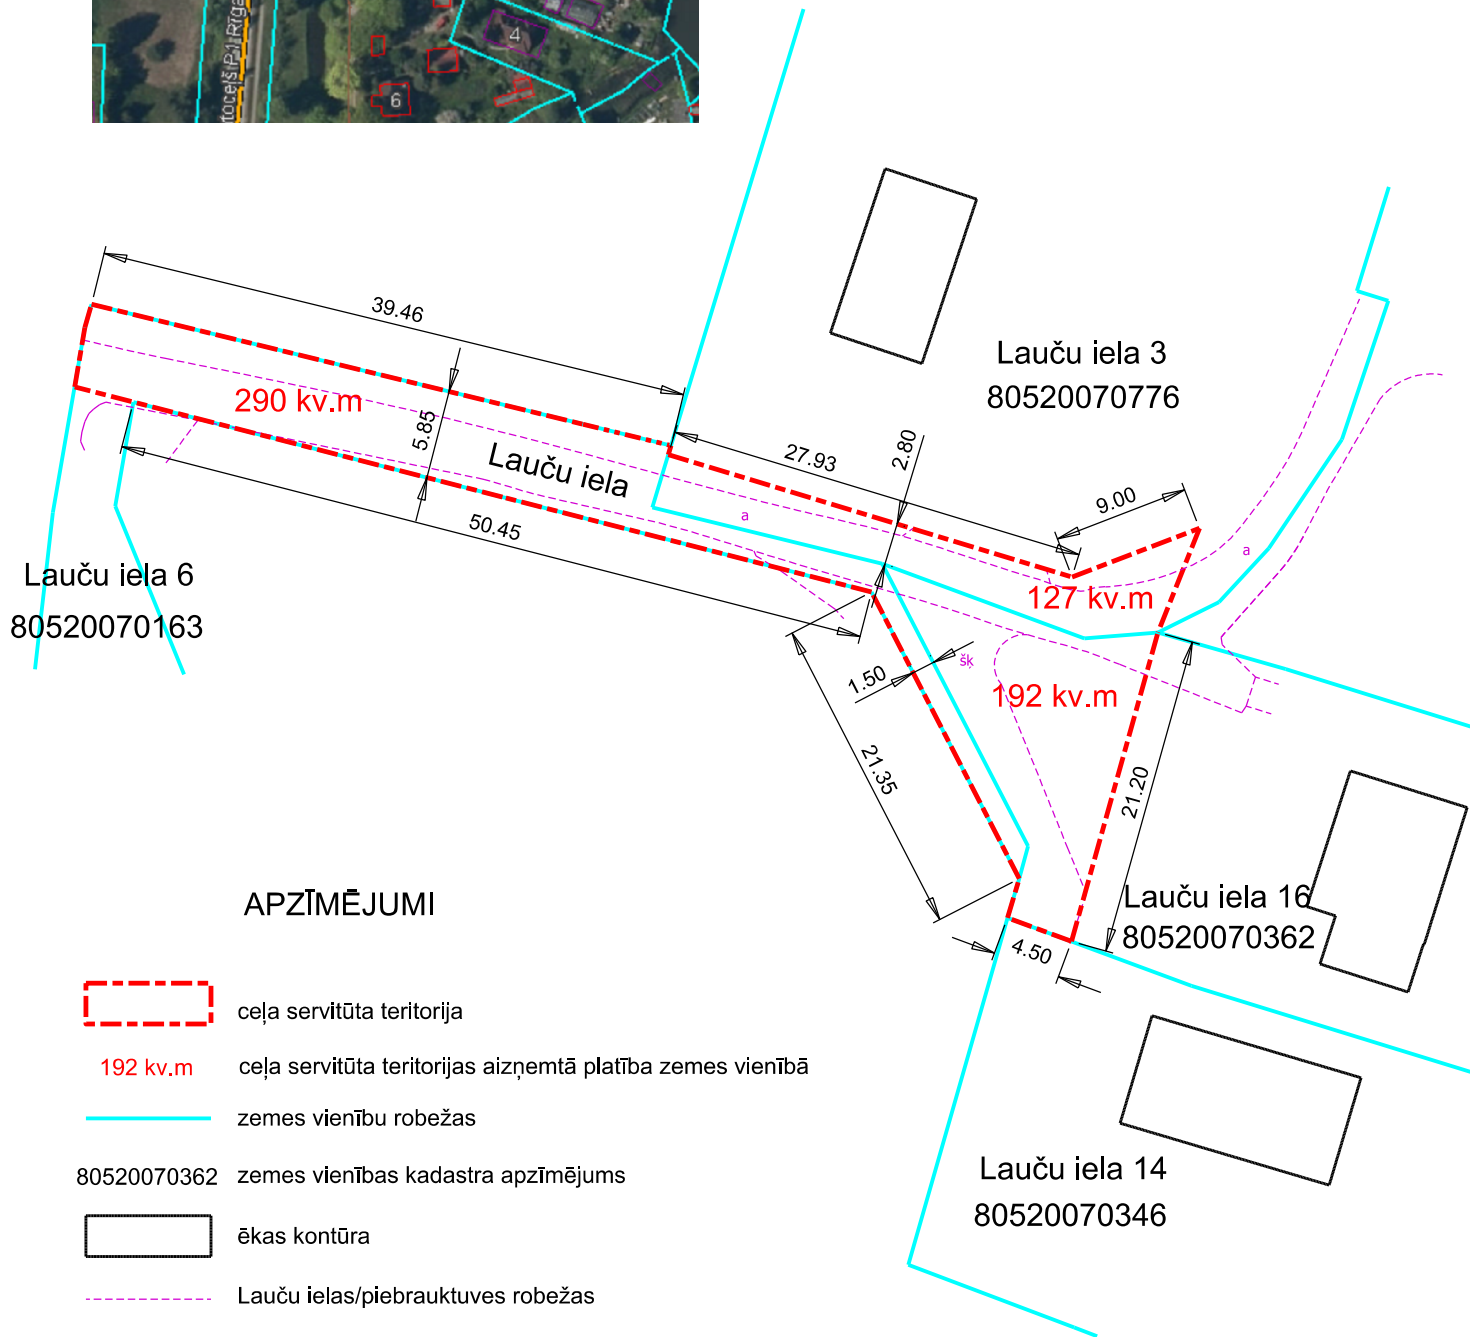 4
6
39.46
290 kv.m
5.85
Lauču iela
50.45
a
27.93
2.80
9.00
Lauču iela 3
80520070776
a
127 kv.m
Lauču iela 6
80520070163
1.50
šķ
192 kv.m
21.35
21.20
4.50
Lauču iela 16
80520070362
Lauču iela 14
80520070346
APZĪMĒJUMI
ceļa servitūta teritorija
192 kv.m ceļa servitūta teritorijas aizņemtā platība zemes vienībā
zemes vienību robežas
80520070362 zemes vienības kadastra apzīmējums
ēkas kontūra
Lauču ielas/piebrauktuves robežas